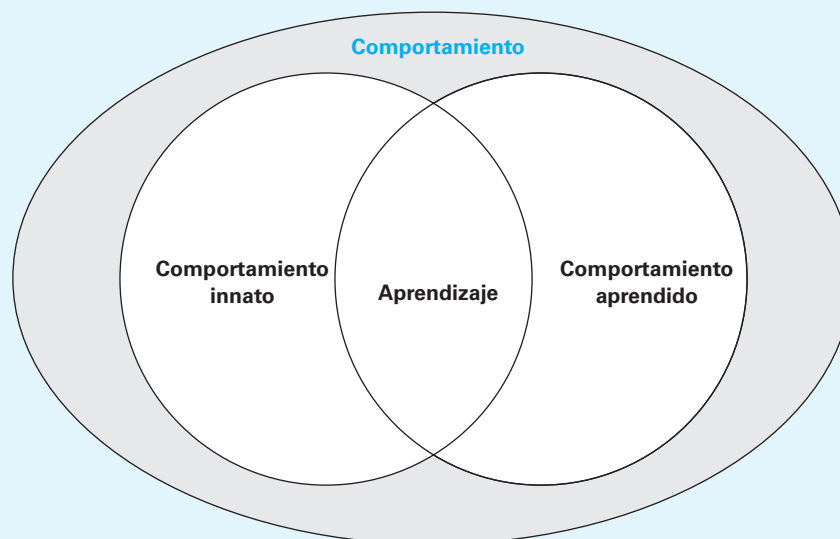 Comportamiento
Comportamiento
innato
Aprendizaje
Comportamiento
aprendido